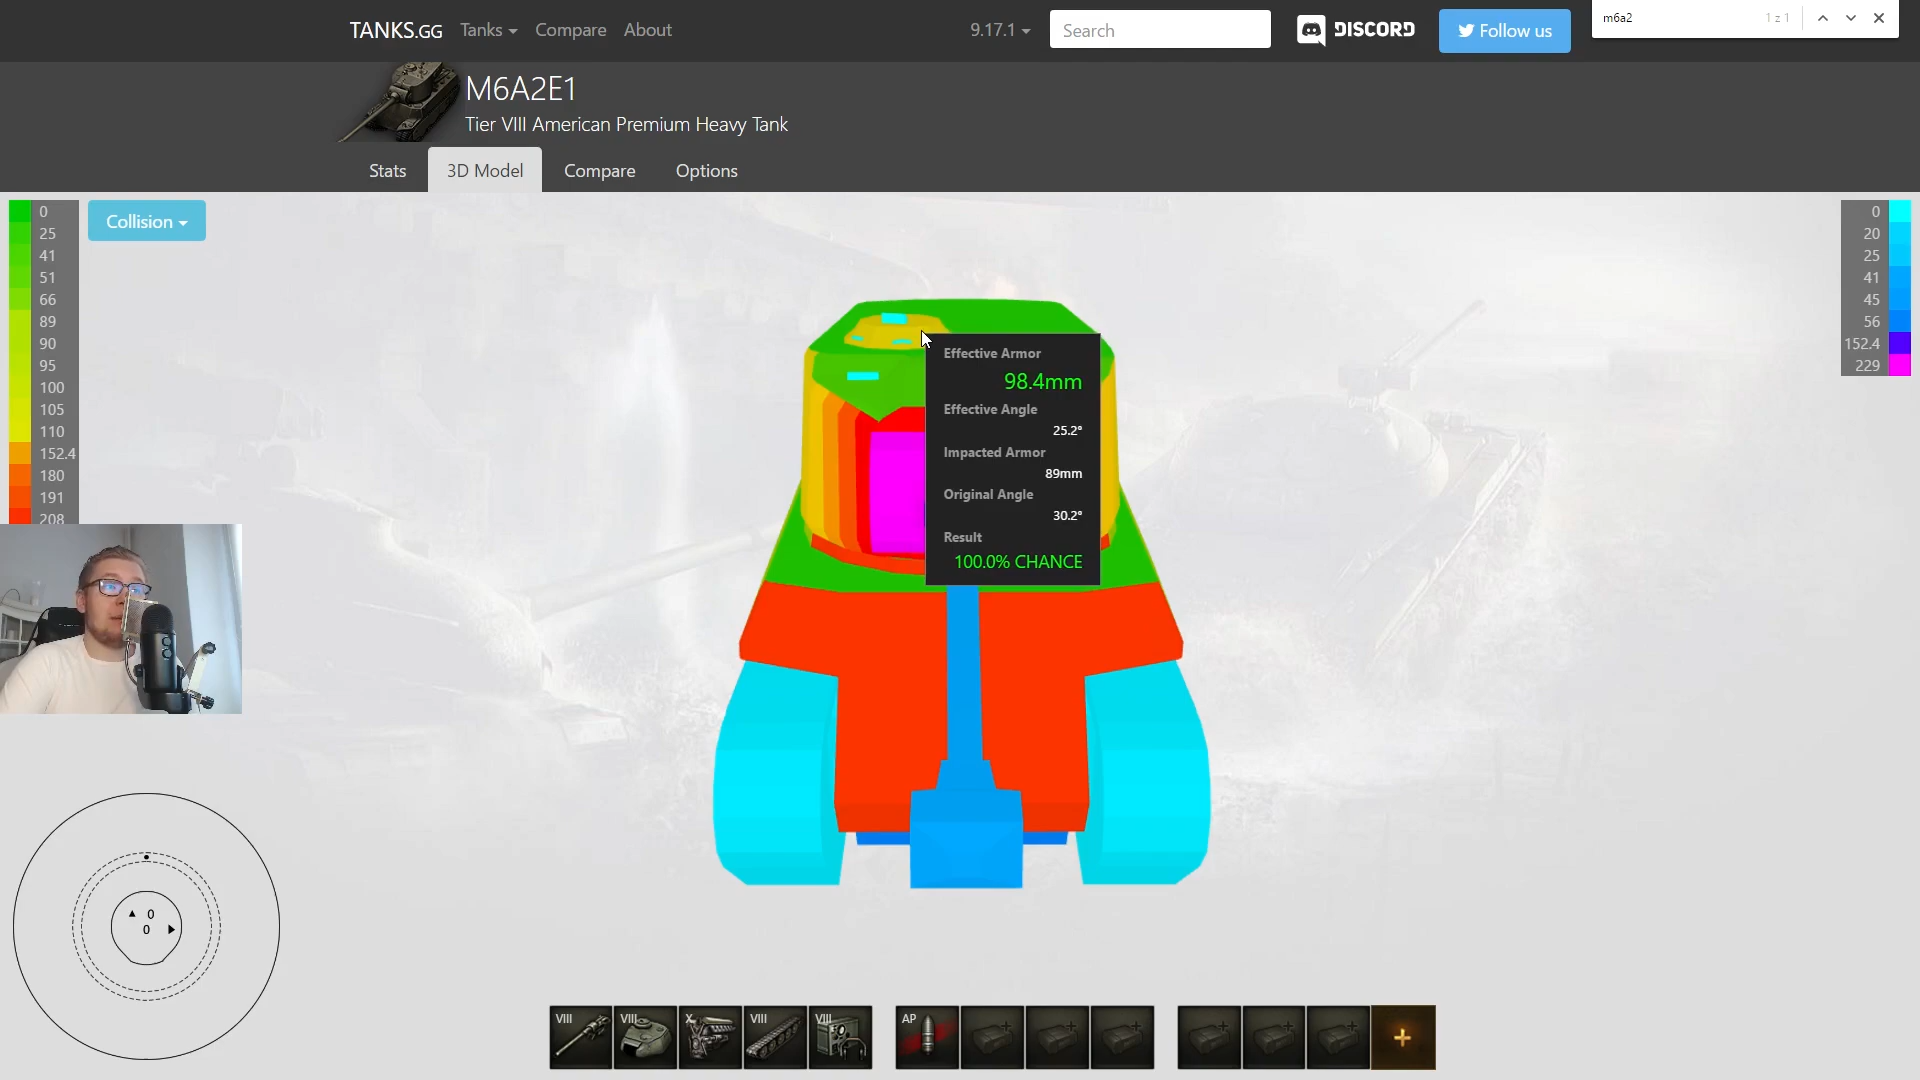 TANKS.GG Tanks Compare About 9.17.1 Search DISCORD Follow us m6a2 1 z 1
M6A2E1
Tier VIII American Premium Heavy Tank
Stats 3D Model Compare Options
Collision
0
25
41
51
66
89
90
95
100
105
110
152.4
180
191
208
0
20
25
41
45
56
152.4
229
Effective Armor
98.4mm
Effective Angle
25.2°
Impacted Armor
89mm
Original Angle
30.2°
Result
100.0% CHANCE
0
0
VIII VIII X VIII VIII AP